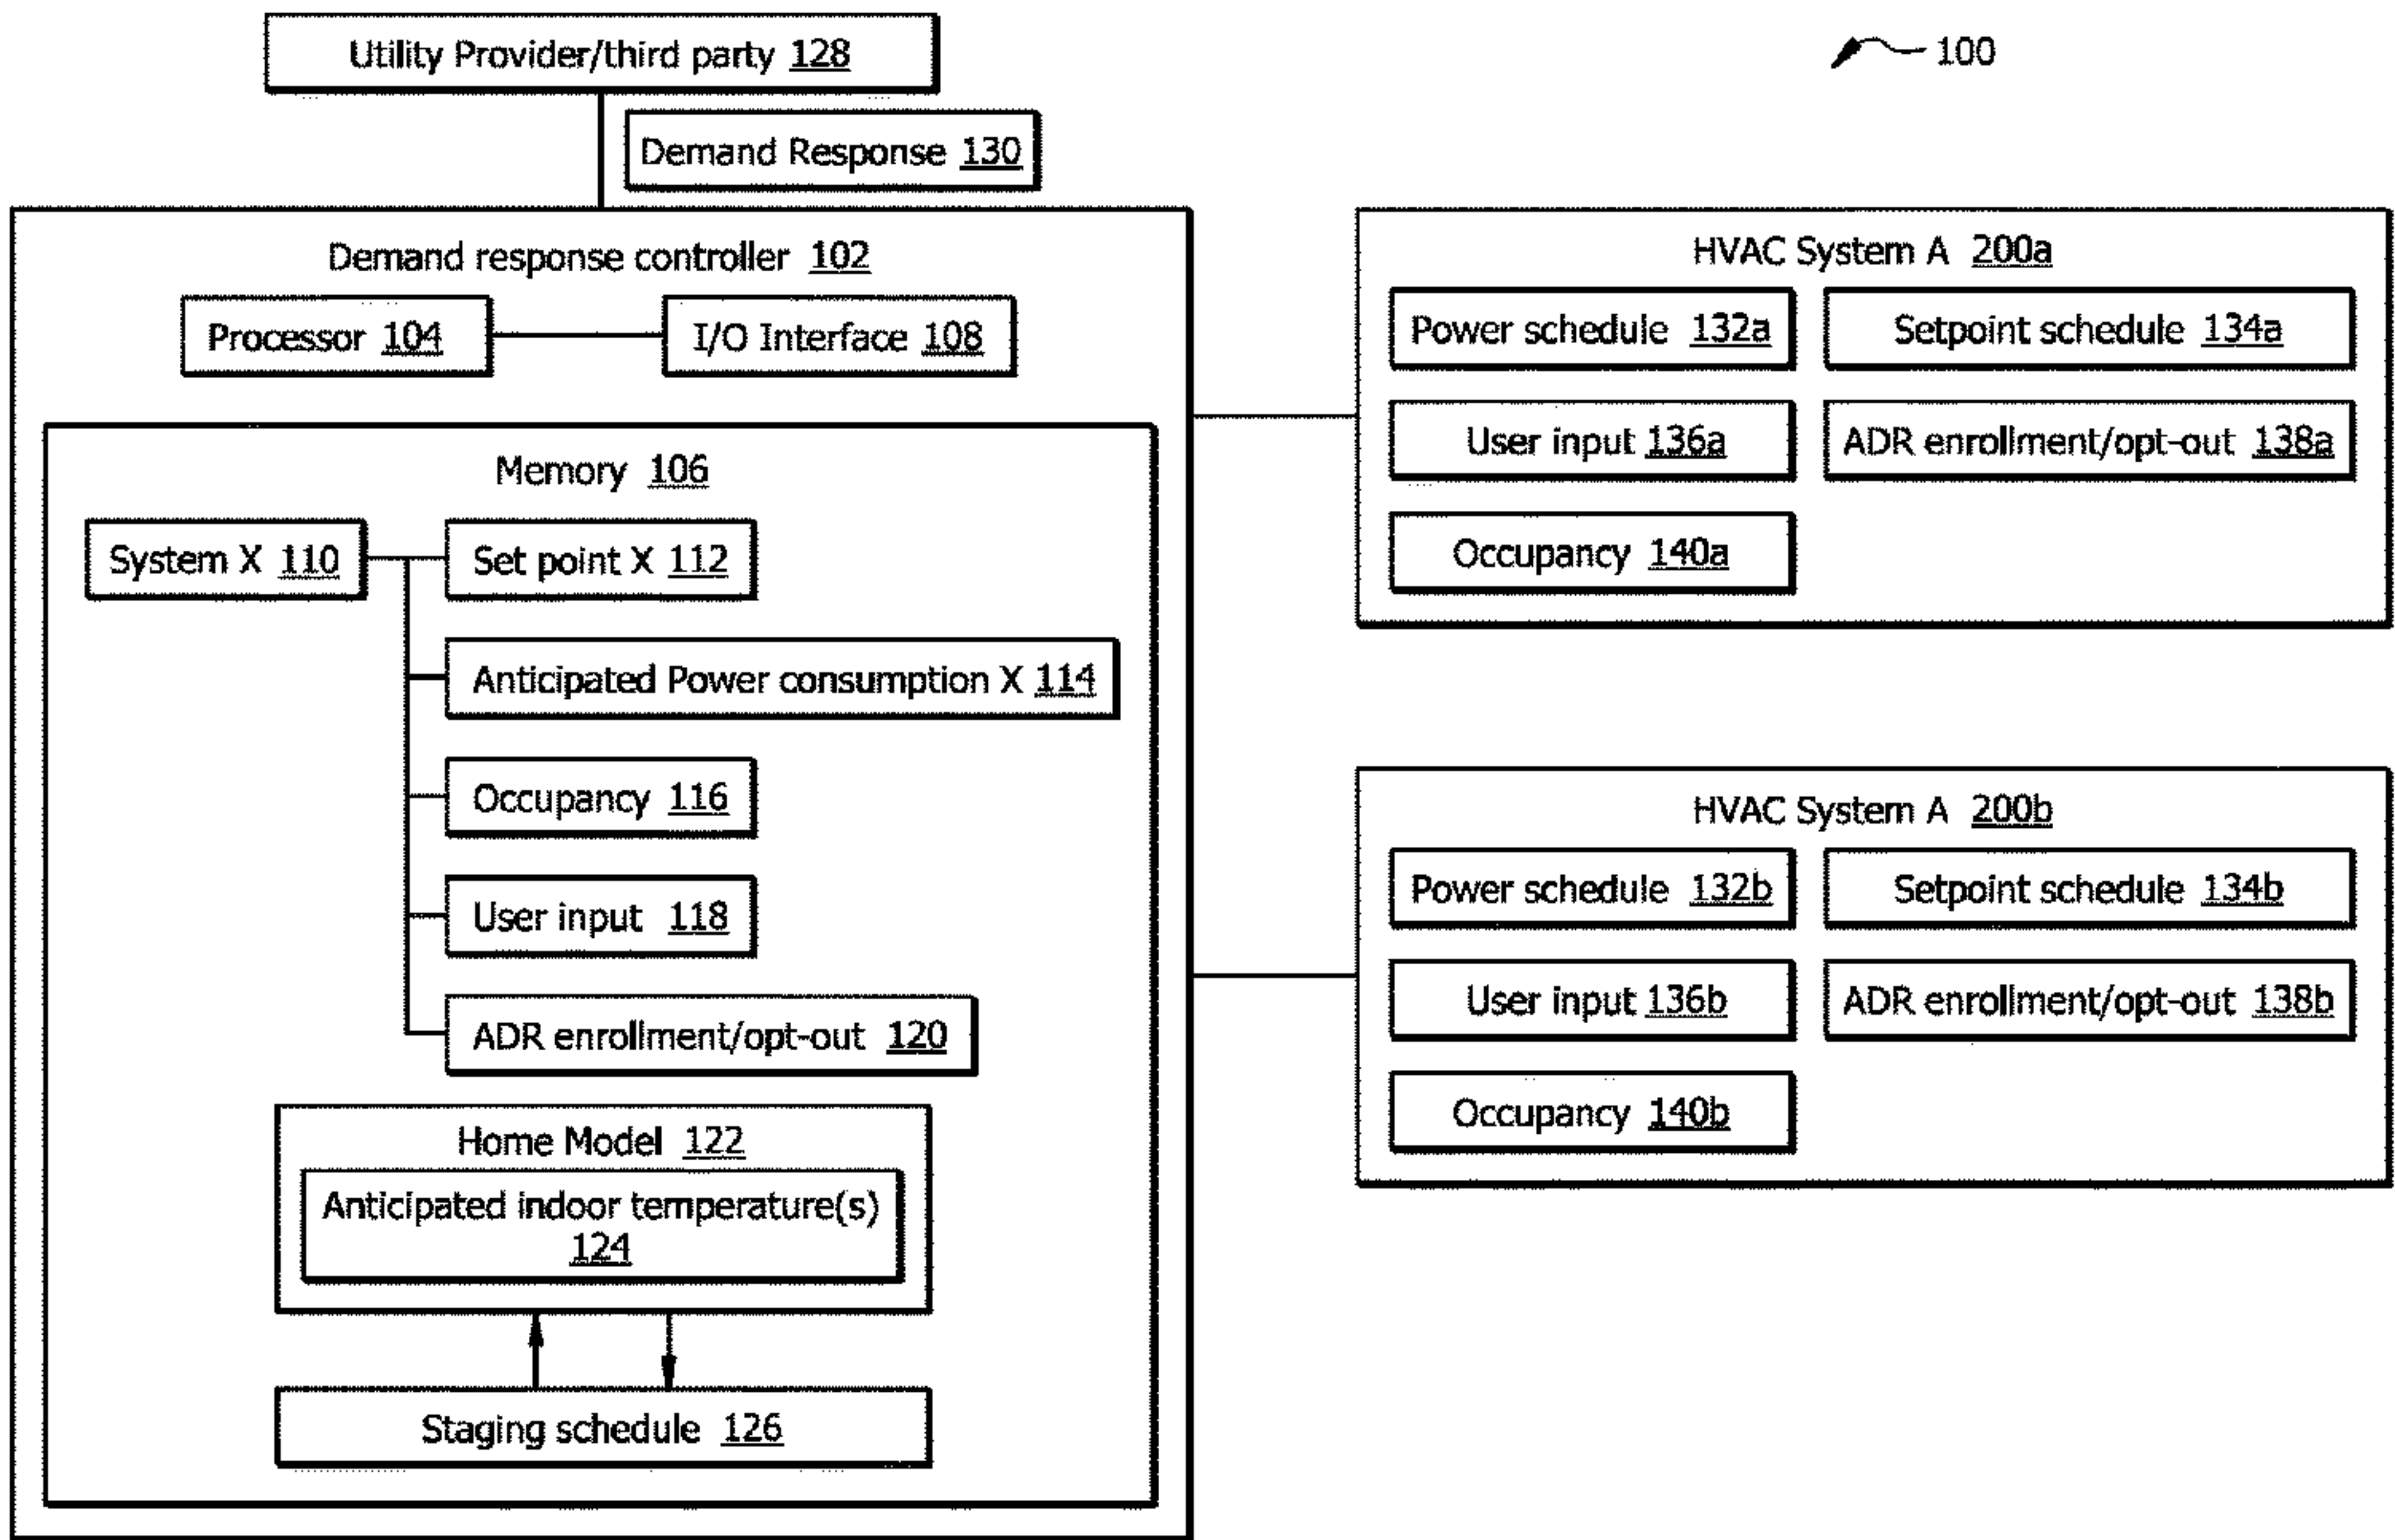 Utility Provider/third party 128
100
Demand Response 130
Demand response controller 102
Processor 104
I/O Interface 108
Memory 106
System X 110
Set point X 112
Anticipated Power consumption X 114
Occupancy 116
User input 118
ADR enrollment/opt-out 120
Home Model 122
Anticipated indoor temperature(s)
124
Staging schedule 126
HVAC System A 200a
Power schedule 132a
Setpoint schedule 134a
User input 136a
ADR enrollment/opt-out 138a
Occupancy 140a
HVAC System A 200b
Power schedule 132b
Setpoint schedule 134b
User input 136b
ADR enrollment/opt-out 138b
Occupancy 140b